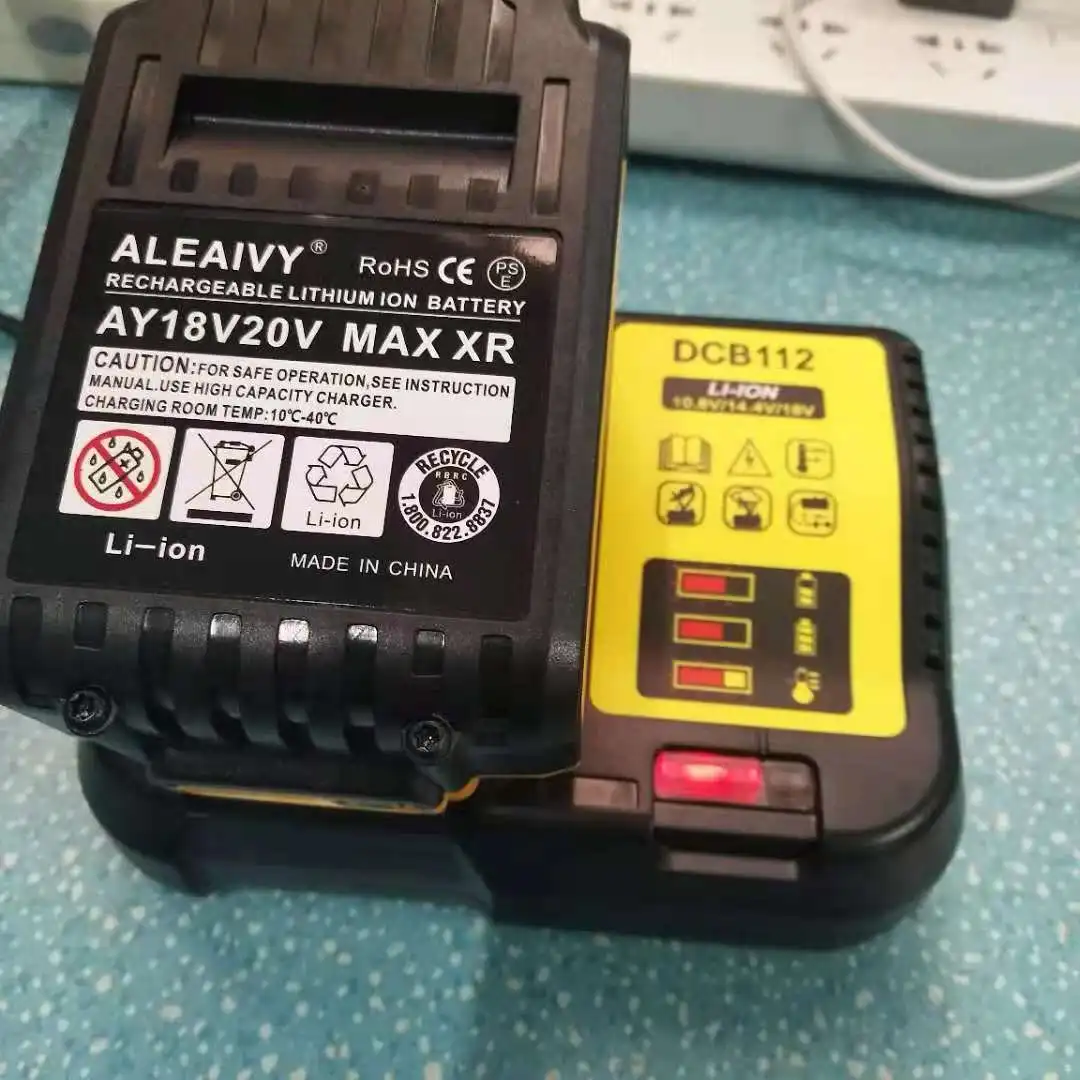 ALEAIVY®
RoHS CE PSE
RECHARGEABLE LITHIUM ION BATTERY
AY18V20V MAX XR
CAUTION:FOR SAFE OPERATION,SEE INSTRUCTION
MANUAL.USE HIGH CAPACITY CHARGER.
CHARGING ROOM TEMP:10℃-40℃
Li-ion
RECYCLE
RBRC
Li-ion
1.800.822.8837
Li-ion
MADE IN CHINA
DCB112
LI-ION
10.8V/14.4V/18V